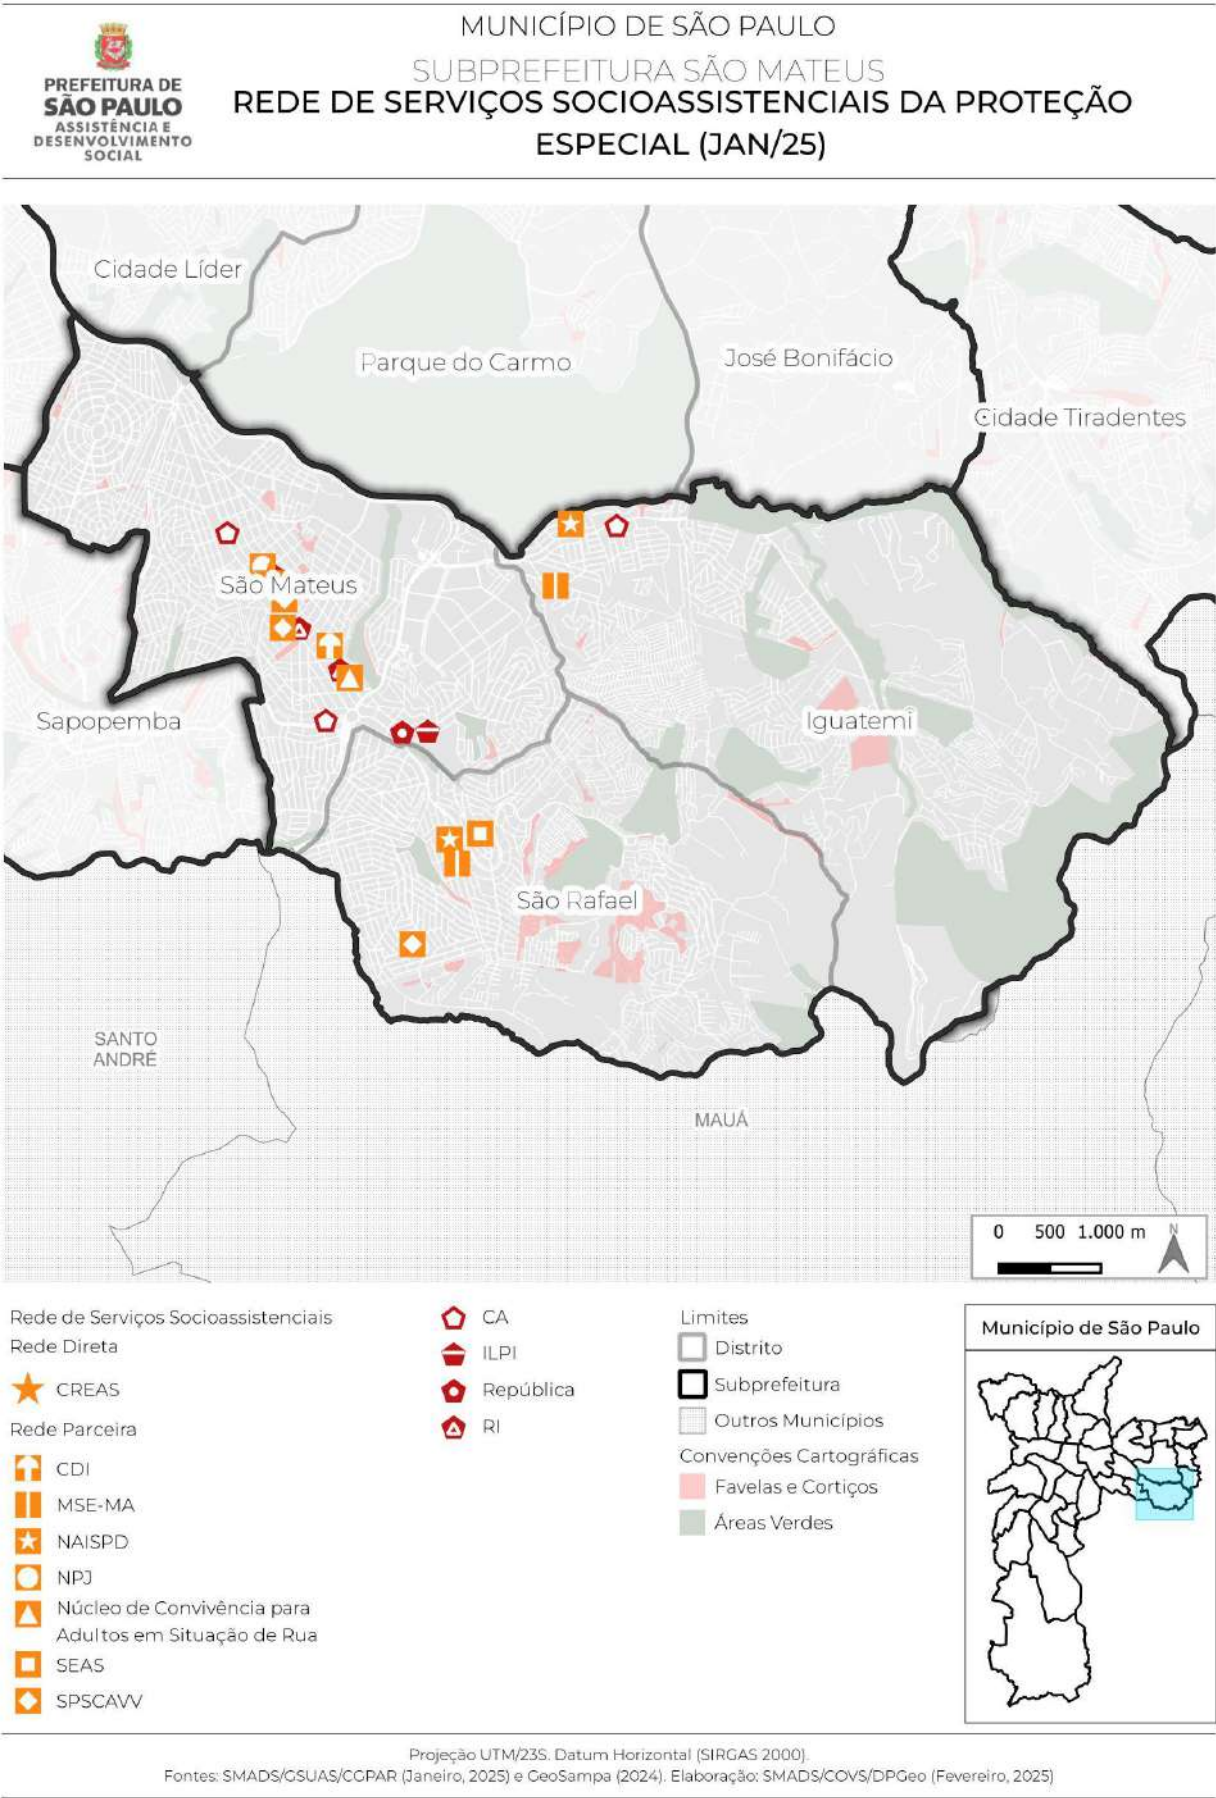 PREFEITURA DE
SÃO PAULO
ASSISTÊNCIA E
DESENVOLVIMENTO
SOCIAL
MUNICÍPIO DE SÃO PAULO
SUBPREFEITURA SÃO MATEUS
REDE DE SERVIÇOS SOCIOASSISTENCIAIS DA PROTEÇÃO
ESPECIAL (JAN/25)
Cidade Líder
Parque do Carmo
José Bonifácio
Cidade Tiradentes
São Mateus
Sapopemba
Iguatemi
São Rafael
SANTO
ANDRÉ
MAUÁ
0 500 1.000 m
N
Rede de Serviços Socioassistenciais
Rede Direta
CREAS
Rede Parceira
CDI
MSE-MA
NAISPD
NPJ
Núcleo de Convivência para
Adultos em Situação de Rua
SEAS
SPSCAVV
CA
ILPI
República
RI
Limites
Distrito
Subprefeitura
Outros Municípios
Convenções Cartográficas
Favelas e Cortiços
Áreas Verdes
Município de São Paulo
Projeção UTM/23S. Datum Horizontal (SIRGAS 2000).
Fontes: SMADS/GSUAS/CGPAR (Janeiro, 2025) e GeoSampa (2024). Elaboração: SMADS/COVS/DPGeo (Fevereiro, 2025)